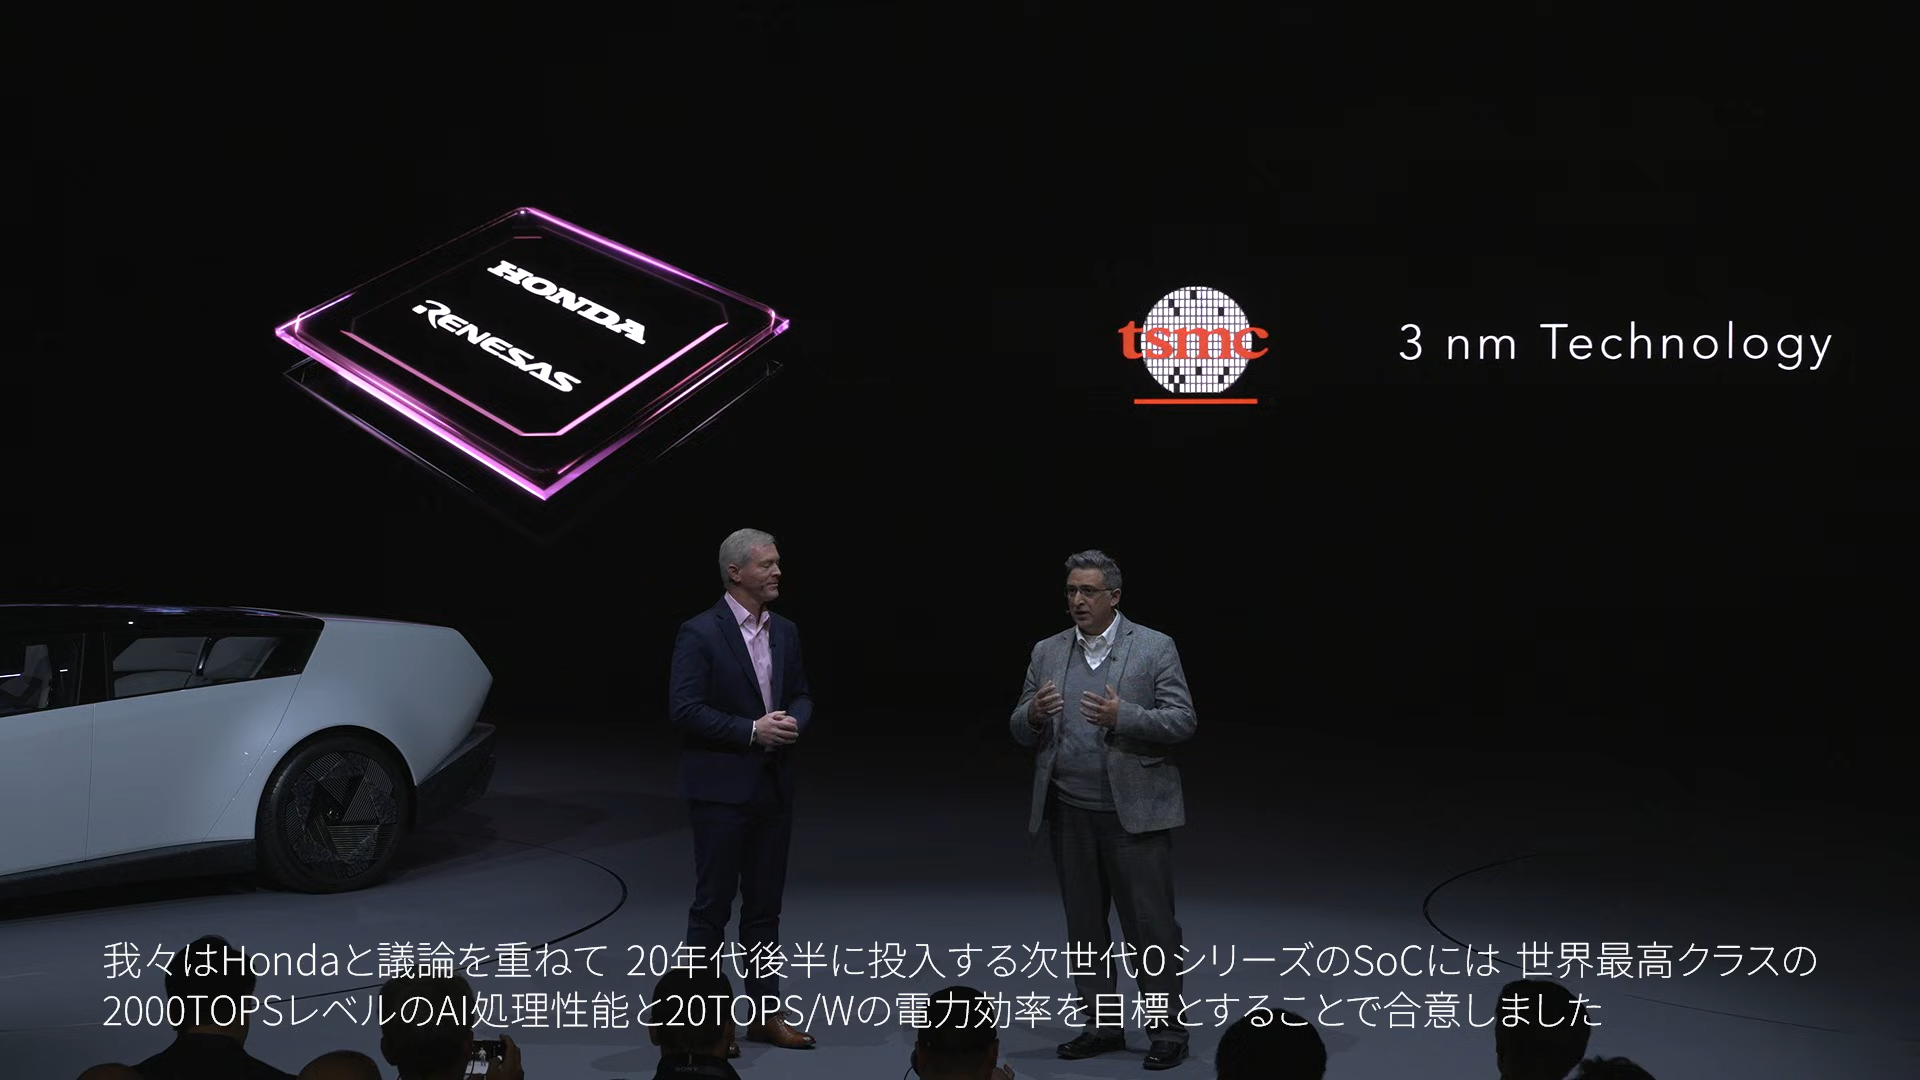 HONDA
RENESAS
tsmc
3 nm Technology
我々はHondaと議論を重ねて 20年代後半に投入する次世代0シリーズのSoCには 世界最高クラスの
2000TOPSレベルのAI処理性能と20TOPS/Wの電力効率を目標とすることで合意しました
SONY